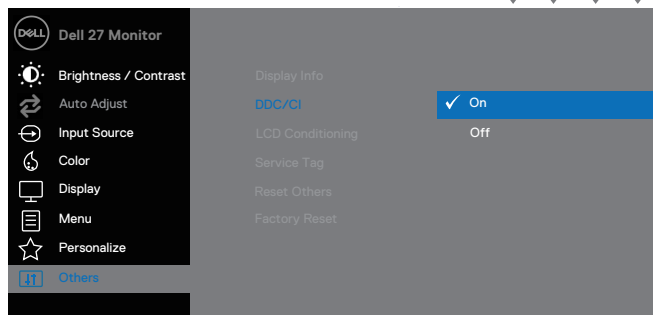 DELL Dell 27 Monitor
Brightness / Contrast Display Info
Auto Adjust DDC/CI ✓ On
Input Source LCD Conditioning Off
Color Service Tag
Display Reset Others
Menu Factory Reset
Personalize
Others